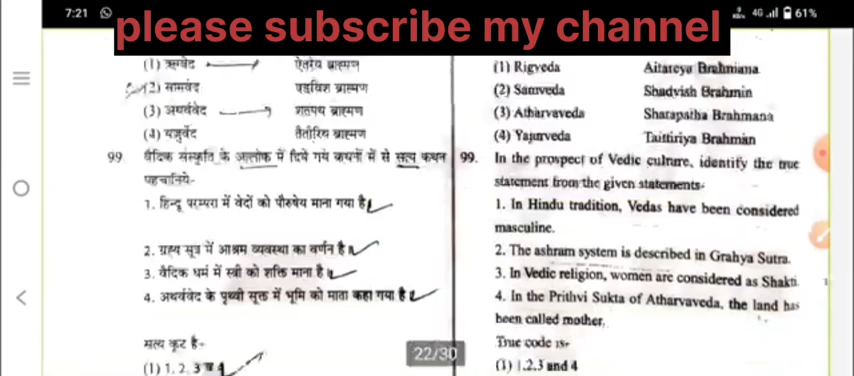 7:21 4G 61%
please subscribe my channel
(1) ऋग्वेद ऐतरेय ब्राह्मण
(2) सामवेद षडविश ब्राह्मण
(3) अथर्ववेद शतपथ ब्राह्मण
(4) यजुर्वेद तैतोरिय ब्राह्मण
99. वैदिक संस्कृति के आलोक में दिये गये कथनों में से सत्य कथन
पहचानिये-
1. हिन्दू परम्परा में वेदों को पौरुषेय माना गया है
2. ग्रह्य सूत्र में आश्रम व्यवस्था का वर्णन है
3. वैदिक धर्म में स्त्री को शक्ति माना है
4. अथर्ववेद के पृथ्वी सूक्त में भूमि को माता कहा गया है
सत्य कूट है-
(1) 1, 2, 3 व 4
(1) Rigveda Aitareya Brahmana
(2) Samveda Shadvish Brahmin
(3) Atharvaveda Shatapatha Brahmana
(4) Yajurveda Taittiriya Brahman
99. In the prospect of Vedic culture, identify the true
statement from the given statements-
1. In Hindu tradition, Vedas have been considered
masculine.
2. The ashram system is described in Grahya Sutra.
3. In Vedic religion, women are considered as Shakti.
4. In the Prithvi Sukta of Atharvaveda, the land has
been called mother.
True code is-
(1) 1,2,3 and 4
22/30